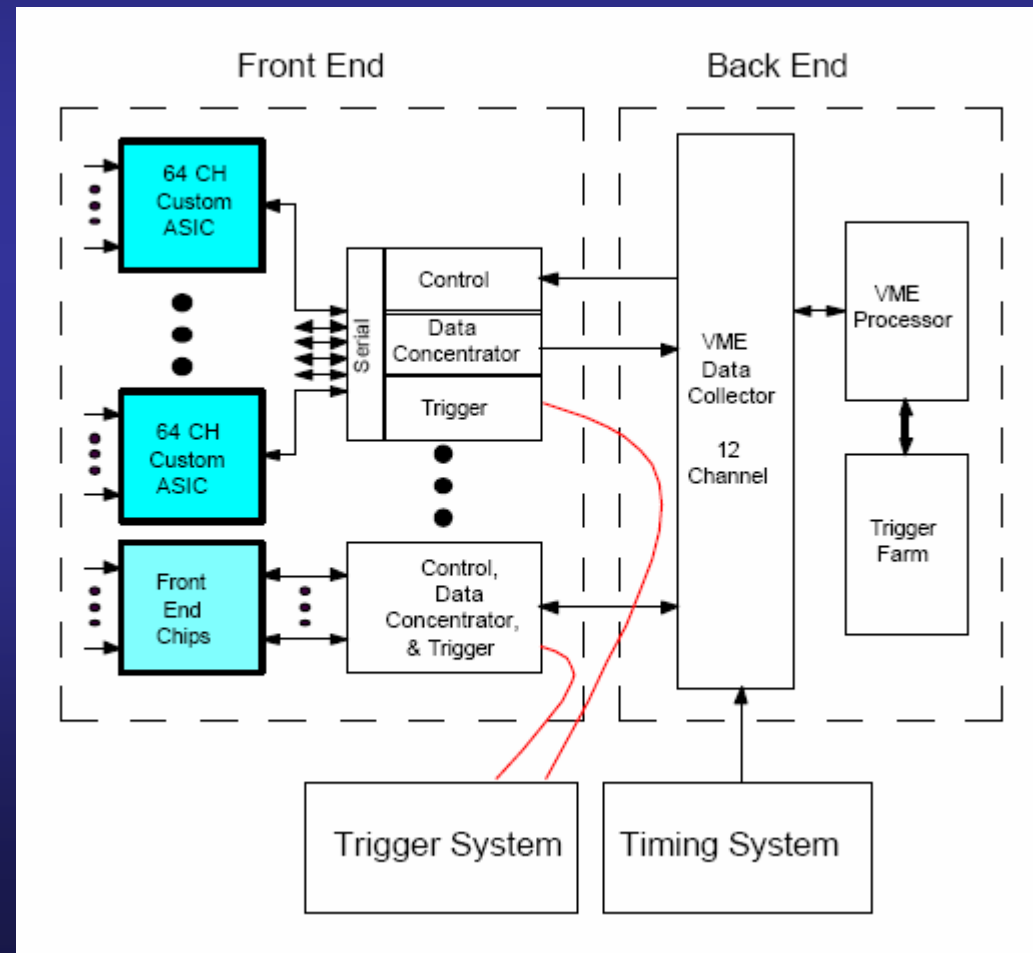 Front End
Back End
64 CH
Custom
ASIC
Serial
Control
Data
Concentrator
Trigger
64 CH
Custom
ASIC
Front
End
Chips
Control,
Data
Concentrator,
& Trigger
VME
Data
Collector
12
Channel
VME
Processor
Trigger
Farm
Trigger System
Timing System